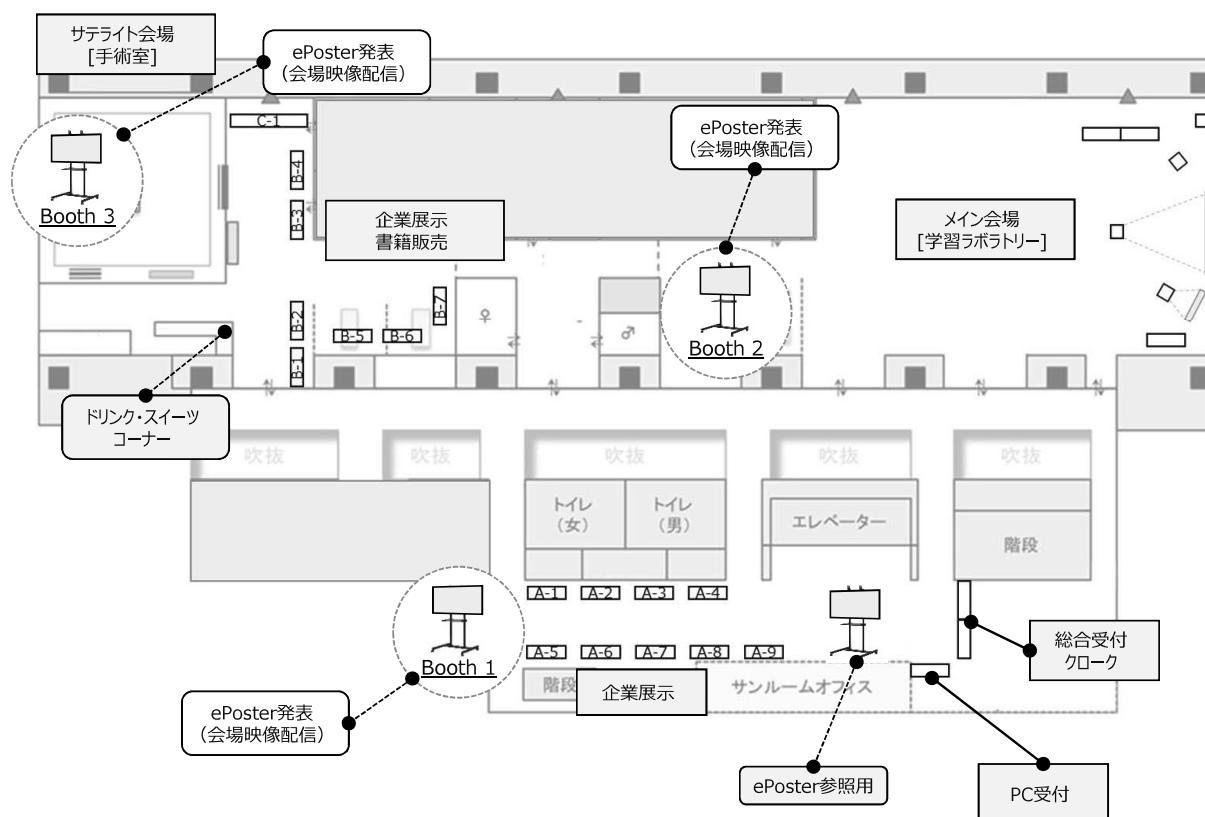 サテライト会場
[手術室]
ePoster発表
（会場映像配信）
ePoster発表
（会場映像配信）
C-1
B-4
B-3
Booth 3
企業展示
書籍販売
メイン会場
[学習ラボラトリー]
B-7
B-2
B-5
B-6
♀
♂
Booth 2
B-1
ドリンク・スイーツ
コーナー
吹抜
吹抜
吹抜
吹抜
吹抜
トイレ
（女）
トイレ
（男）
エレベーター
階段
A-1
A-2
A-3
A-4
Booth 1
A-5
A-6
A-7
A-8
A-9
総合受付
クローク
階段
企業展示
サンルームオフィス
ePoster発表
（会場映像配信）
ePoster参照用
PC受付